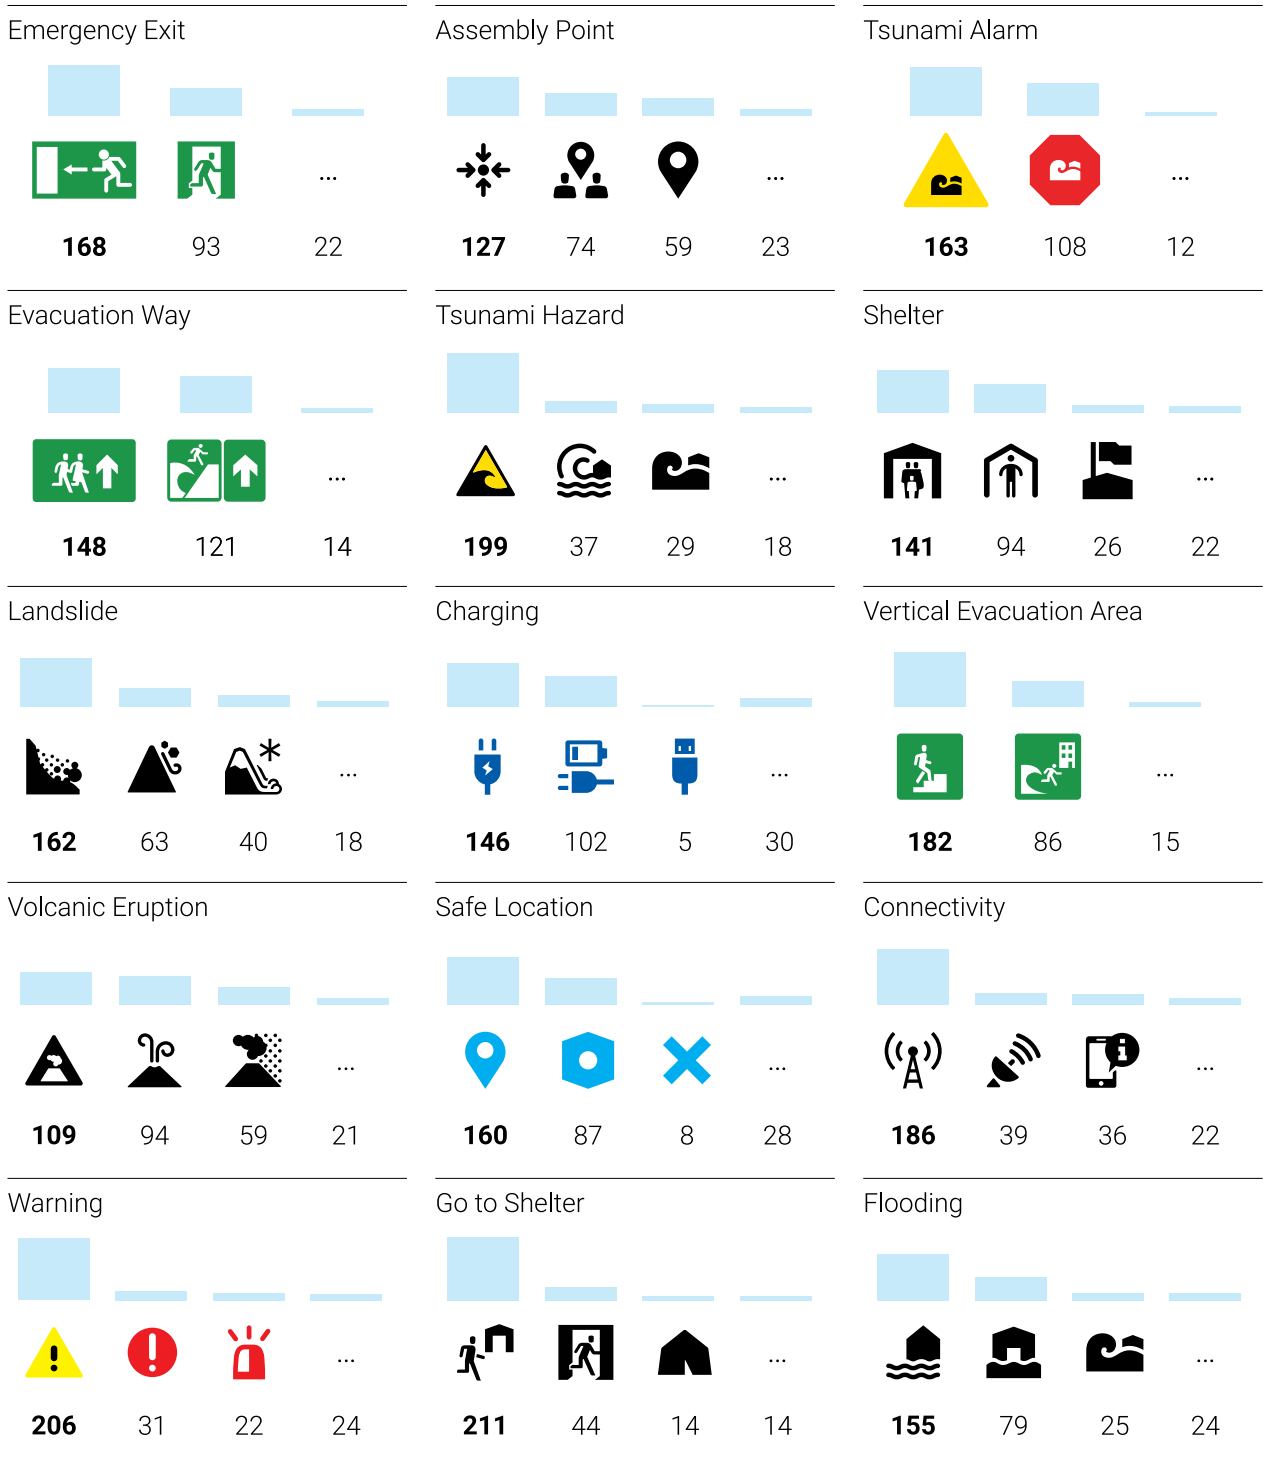 Emergency Exit
...
168 93 22
Assembly Point
...
127 74 59 23
Tsunami Alarm
...
163 108 12
Evacuation Way
...
148 121 14
Tsunami Hazard
...
199 37 29 18
Shelter
...
141 94 26 22
Landslide
...
162 63 40 18
Charging
...
146 102 5 30
Vertical Evacuation Area
...
182 86 15
Volcanic Eruption
...
109 94 59 21
Safe Location
...
160 87 8 28
Connectivity
i
...
186 39 36 22
Warning
! !
...
206 31 22 24
Go to Shelter
...
211 44 14 14
Flooding
...
155 79 25 24